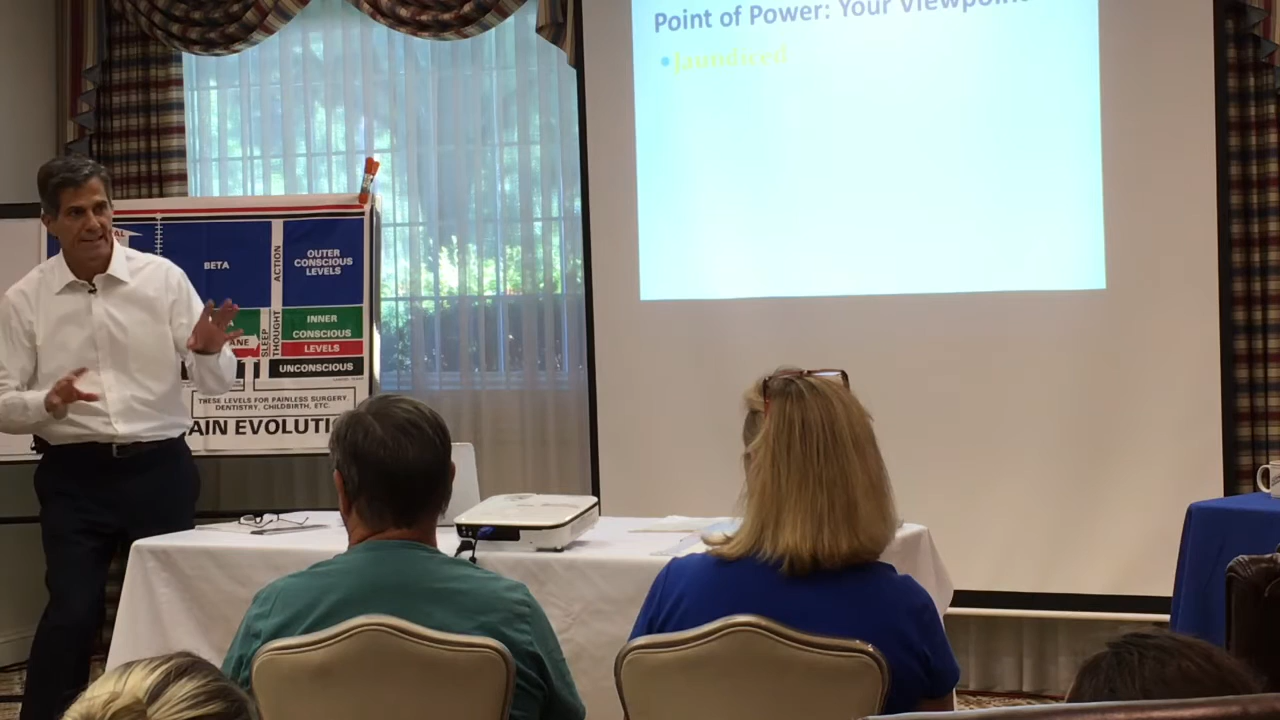 Point of Power: Your Viewpoint
•Jaundiced
BETA
ACTION
OUTER
CONSCIOUS
LEVELS
SLEEP
THOUGHT
INNER
CONSCIOUS
LEVELS
ANE
UNCONSCIOUS
THESE LEVELS FOR PAINLESS SURGERY,
DENTISTRY, CHILDBIRTH, ETC.
AIN EVOLUTI